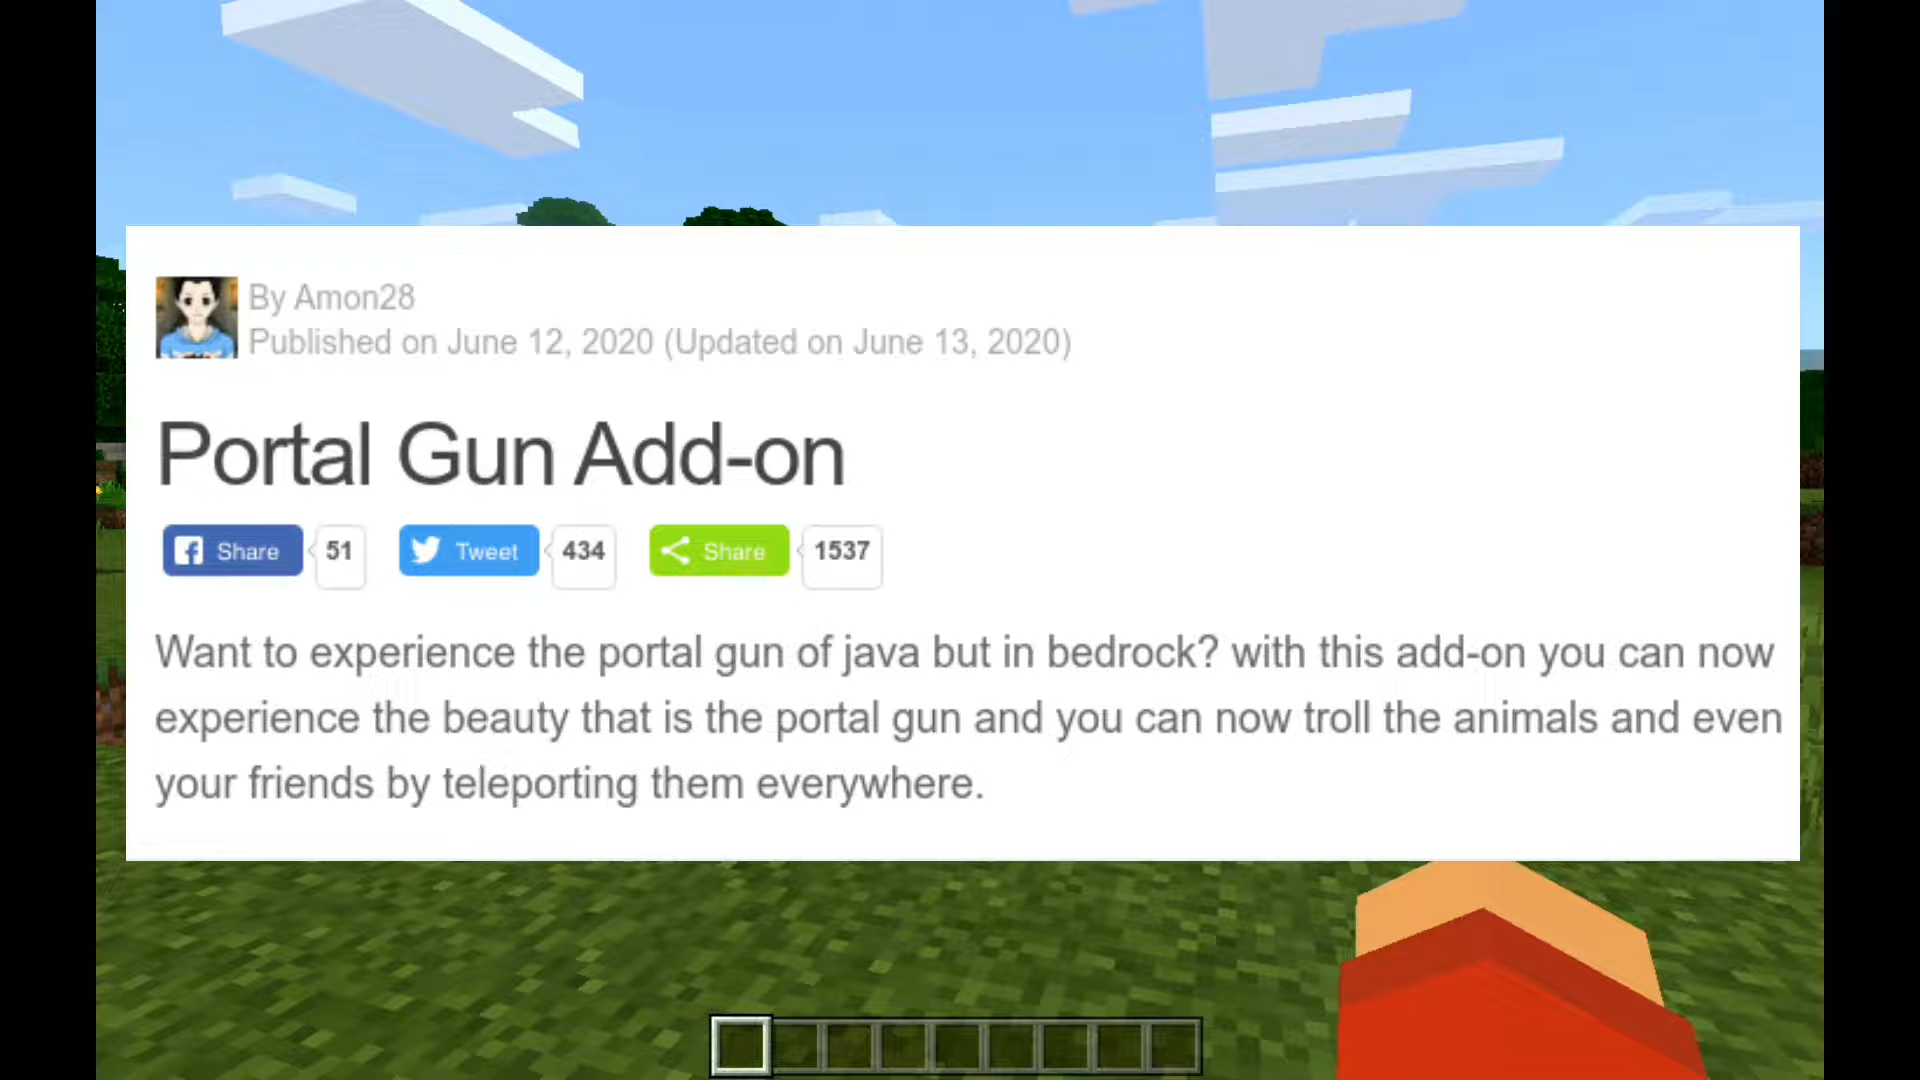 By Amon28
Published on June 12, 2020 (Updated on June 13, 2020)
Portal Gun Add-on
Share 51 Tweet 434 Share 1537
Want to experience the portal gun of java but in bedrock? with this add-on you can now
experience the beauty that is the portal gun and you can now troll the animals and even
your friends by teleporting them everywhere.